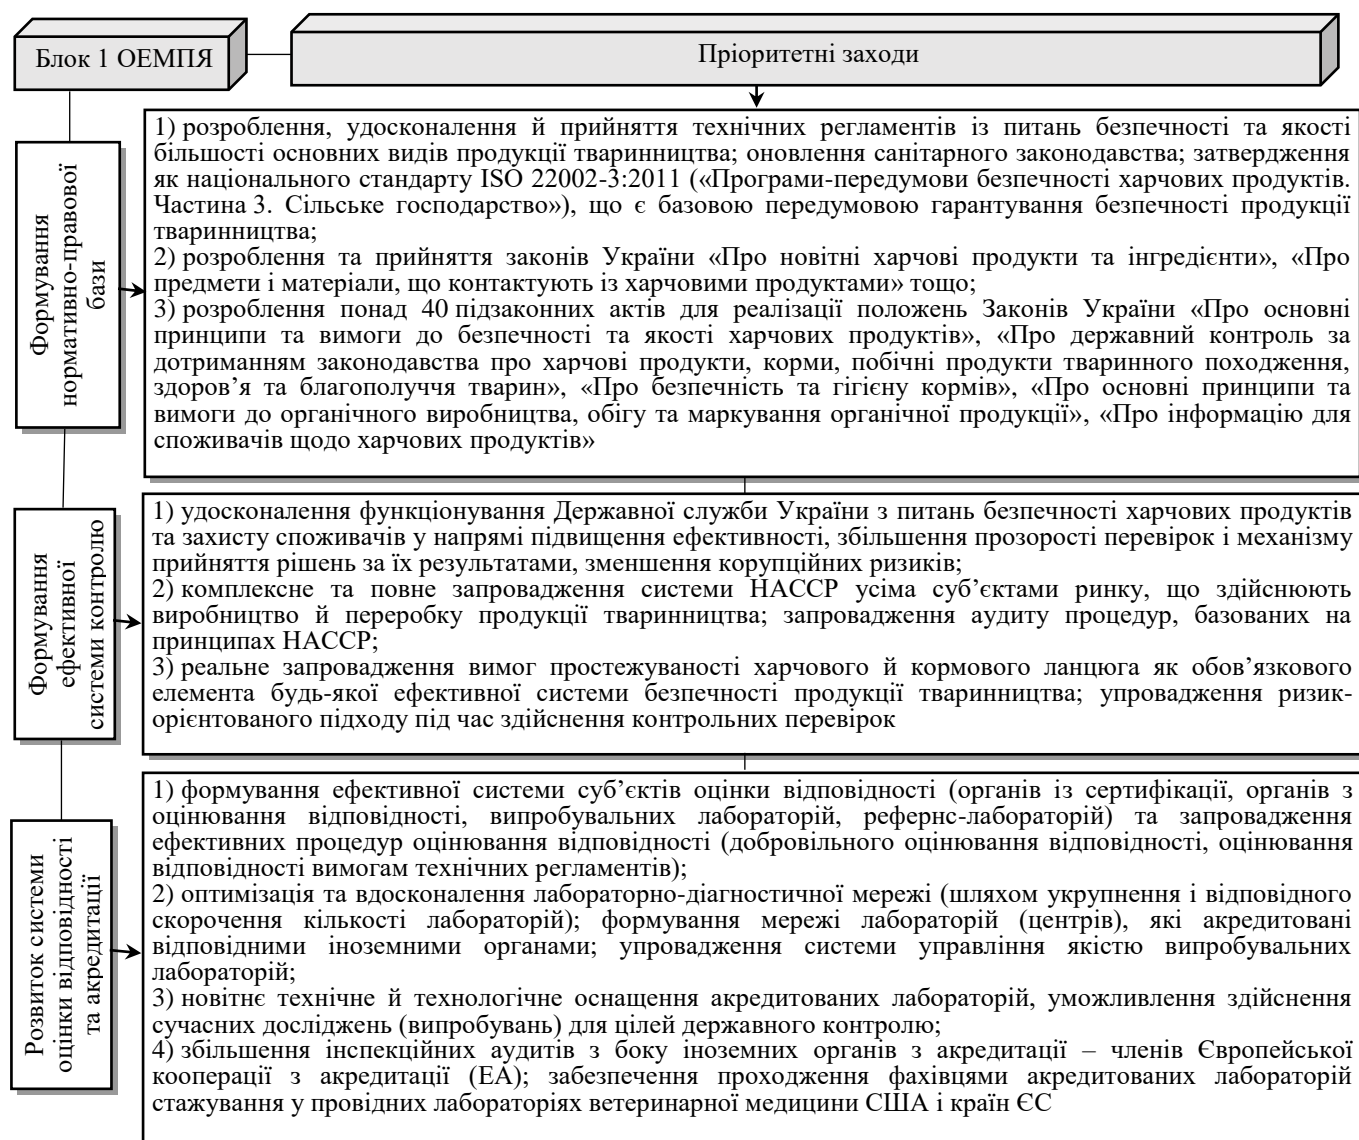 Блок 1 ОЕМПЯ
Пріоритетні заходи
Формування
нормативно-правової
бази
1) розроблення, удосконалення й прийняття технічних регламентів із питань безпечності та якості
більшості основних видів продукції тваринництва; оновлення санітарного законодавства; затвердження
як національного стандарту ISO 22002-3:2011 («Програми-передумови безпечності харчових продуктів.
Частина 3. Сільське господарство»), що є базовою передумовою гарантування безпечності продукції
тваринництва;
2) розроблення та прийняття законів України «Про новітні харчові продукти та інгредієнти», «Про
предмети і матеріали, що контактують із харчовими продуктами» тощо;
3) розроблення понад 40 підзаконних актів для реалізації положень Законів України «Про основні
принципи та вимоги до безпечності та якості харчових продуктів», «Про державний контроль за
дотриманням законодавства про харчові продукти, корми, побічні продукти тваринного походження,
здоров’я та благополуччя тварин», «Про безпечність та гігієну кормів», «Про основні принципи та
вимоги до органічного виробництва, обігу та маркування органічної продукції», «Про інформацію для
споживачів щодо харчових продуктів»
Формування
ефективної
системи контролю
1) удосконалення функціонування Державної служби України з питань безпечності харчових продуктів
та захисту споживачів у напрямі підвищення ефективності, збільшення прозорості перевірок і механізму
прийняття рішень за їх результатами, зменшення корупційних ризиків;
2) комплексне та повне запровадження системи НАССР усіма суб’єктами ринку, що здійснюють
виробництво й переробку продукції тваринництва; запровадження аудиту процедур, базованих на
принципах НАССР;
3) реальне запровадження вимог простежуваності харчового й кормового ланцюга як обов’язкового
елемента будь-якої ефективної системи безпечності продукції тваринництва; упровадження ризик-
орієнтованого підходу під час здійснення контрольних перевірок
Розвиток системи
оцінки відповідності
та акредитації
1) формування ефективної системи суб’єктів оцінки відповідності (органів із сертифікації, органів з
оцінювання відповідності, випробувальних лабораторій, рефернс-лабораторій) та запровадження
ефективних процедур оцінювання відповідності (добровільного оцінювання відповідності, оцінювання
відповідності вимогам технічних регламентів);
2) оптимізація та вдосконалення лабораторно-діагностичної мережі (шляхом укрупнення і відповідного
скорочення кількості лабораторій); формування мережі лабораторій (центрів), які акредитовані
відповідними іноземними органами; упровадження системи управління якістю випробувальних
лабораторій;
3) новітнє технічне й технологічне оснащення акредитованих лабораторій, уможливлення здійснення
сучасних досліджень (випробувань) для цілей державного контролю;
4) збільшення інспекційних аудитів з боку іноземних органів з акредитації – членів Європейської
кооперації з акредитації (ЕА); забезпечення проходження фахівцями акредитованих лабораторій
стажування у провідних лабораторіях ветеринарної медицини США і країн ЄС